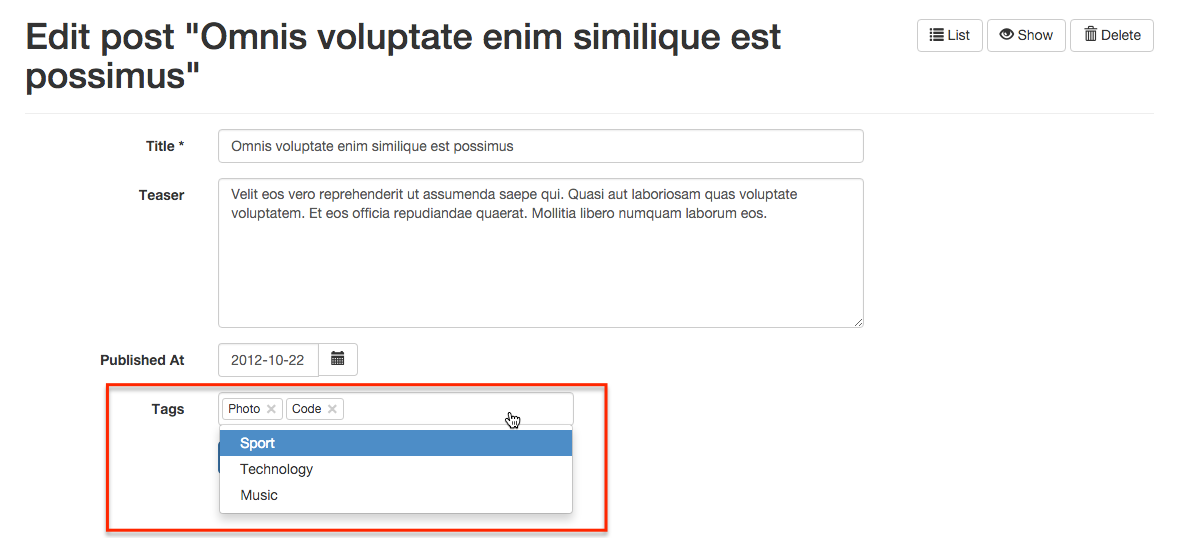 Edit post "Omnis voluptate enim similique est
possimus"
List Show Delete
Title * Omnis voluptate enim similique est possimus
Teaser Velit eos vero reprehenderit ut assumenda saepe qui. Quasi aut laboriosam quas voluptate
voluptatem. Et eos officia repudiandae quaerat. Mollitia libero numquam laborum eos.
Published At 2012-10-22
Tags Photo × Code ×
Sport
Technology
Music